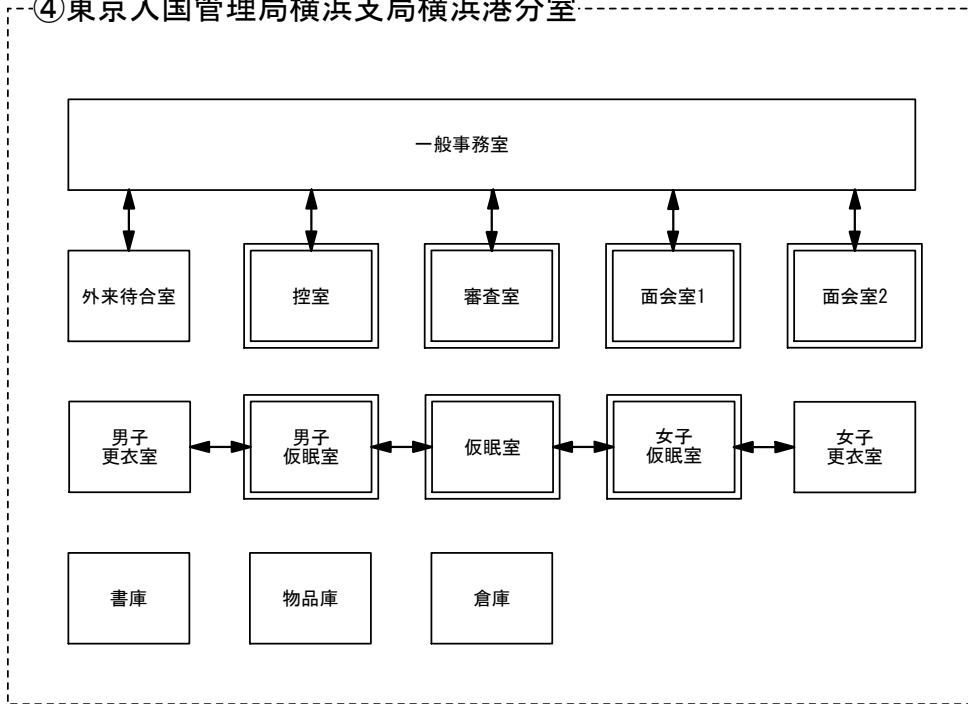 ④東京入国管理局横浜支局横浜港分室
一般事務室
外来待合室
控室
審査室
面会室1
面会室2
男子
更衣室
男子
仮眠室
仮眠室
女子
仮眠室
女子
更衣室
書庫
物品庫
倉庫